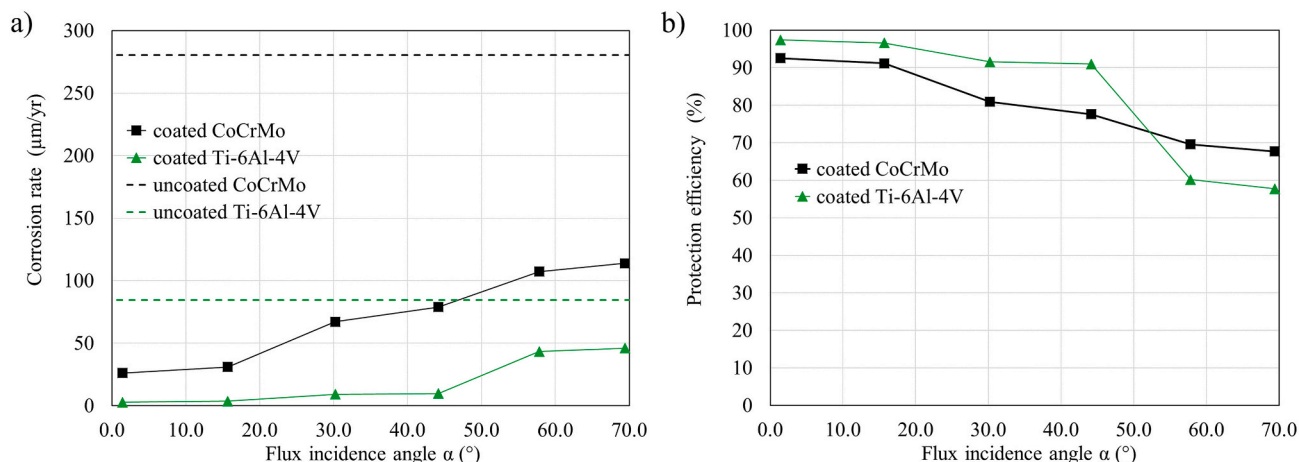 a)
Corrosion rate (µm/yr)
300
250
200
150
100
50
0
coated CoCrMo
coated Ti-6Al-4V
uncoated CoCrMo
uncoated Ti-6Al-4V
0.0 10.0 20.0 30.0 40.0 50.0 60.0 70.0
Flux incidence angle α (°)
b)
Protection efficiency (%)
100
90
80
70
60
50
40
30
20
10
coated CoCrMo
coated Ti-6Al-4V
0.0 10.0 20.0 30.0 40.0 50.0 60.0 70.0
Flux incidence angle α (°)